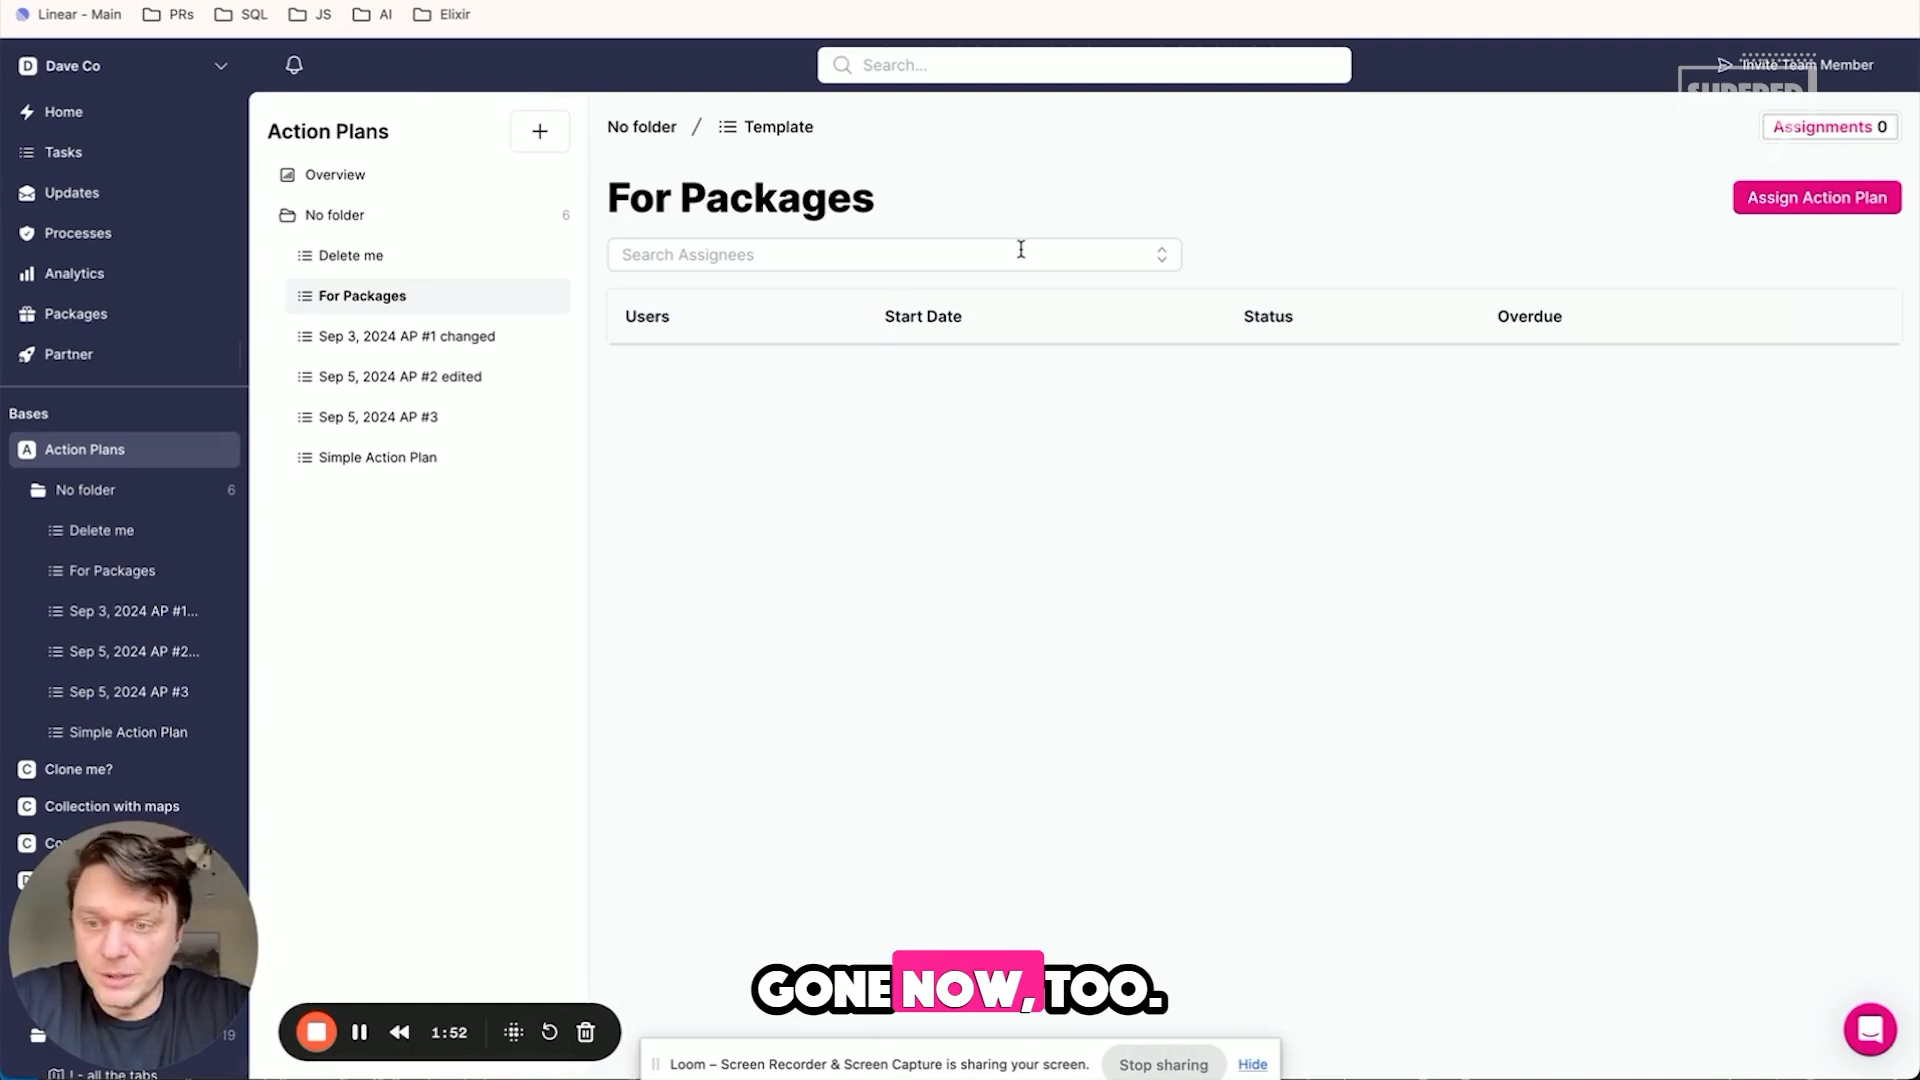 Linear - Main
PRs
SQL
JS
AI
Elixir
D Dave Co
Search...
Invite Team Member
SUPERED
Home
Tasks
Updates
Processes
Analytics
Packages
Partner
Bases
A Action Plans
No folder 6
Delete me
For Packages
Sep 3, 2024 AP #1...
Sep 5, 2024 AP #2...
Sep 5, 2024 AP #3
Simple Action Plan
C Clone me?
C Collection with maps
C
19
Action Plans
Overview
No folder 6
Delete me
For Packages
Sep 3, 2024 AP #1 changed
Sep 5, 2024 AP #2 edited
Sep 5, 2024 AP #3
Simple Action Plan
No folder / Template
Assignments 0
For Packages
Assign Action Plan
Search Assignees
Users Start Date Status Overdue
GONE NOW, TOO.
1:52
Loom – Screen Recorder & Screen Capture is sharing your screen.
Stop sharing
Hide
- all the tabs